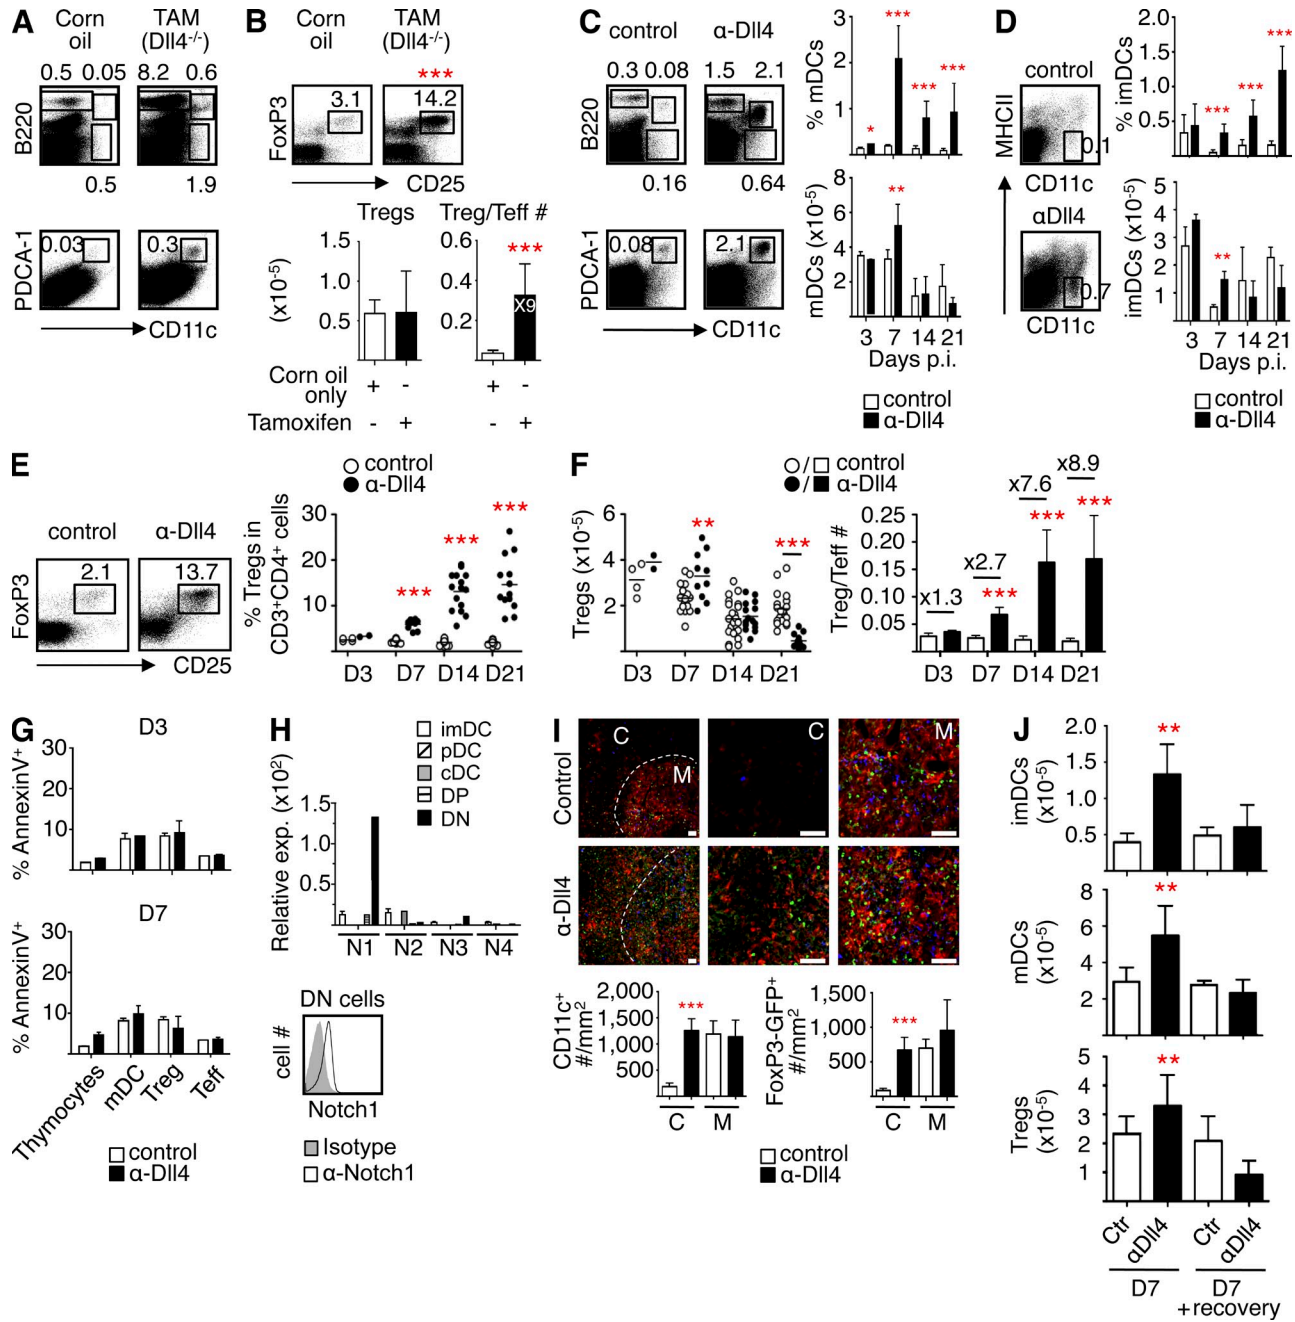 A
Corn oil
TAM (Dll4-/-)
0.5 0.05 8.2 0.6
B220
0.5 1.9
PDCA-1
0.03 0.3
CD11c
B
Corn oil
TAM (Dll4-/-)
***
FoxP3
3.1 14.2
CD25
Tregs
Treg/Teff #
(x10-5)
1.5
1.0
0.5
0.6
0.4
0.2
***
X9
Corn oil only + - + -
Tamoxifen - + - +
C
control α-Dll4
0.3 0.08 1.5 2.1
B220
0.16 0.64
PDCA-1
0.08 2.1
CD11c
% mDCs
3
2
1
* *** *** ***
mDCs (x10-5)
8
6
4
2
**
3 7 14 21
Days p.i.
control
α-Dll4
D
control
MHCII
0.1
CD11c
αDll4
0.7
CD11c
% imDCs
2.0
1.5
1.0
0.5
*** *** ***
imDCs (x10-5)
5
4
3
2
1
**
3 7 14 21
Days p.i.
control
α-Dll4
E
control α-Dll4
FoxP3
2.1 13.7
CD25
control
α-Dll4
% Tregs in CD3+CD4+ cells
30
20
10
*** *** ***
D3 D7 D14 D21
F
/ control
/ α-Dll4
Tregs (x10-5)
6
4
2
** ***
D3 D7 D14 D21
Treg/Teff #
0.25
0.20
0.15
0.10
0.05
x1.3 x2.7 x7.6 x8.9
*** *** ***
D3 D7 D14 D21
G
D3
% AnnexinV+
30
20
10
D7
% AnnexinV+
30
20
10
Thymocytes mDC Treg Teff
control
α-Dll4
H
imDC
pDC
cDC
DP
DN
Relative exp. (x102)
1.5
1.0
0.5
N1 N2 N3 N4
DN cells
cell #
Notch1
Isotype
α-Notch1
I
Control
C M C M
α-Dll4
CD11c+ #/mm2
2,000
1,500
1,000
500
***
C M
FoxP3-GFP+ #/mm2
1,500
1,000
500
***
C M
control
α-Dll4
J
imDCs (x10-5)
2.0
1.5
1.0
0.5
**
mDCs (x10-5)
8
6
4
2
**
Tregs (x10-5)
5
4
3
2
1
**
Ctr αDll4 Ctr αDll4
D7 D7 +recovery